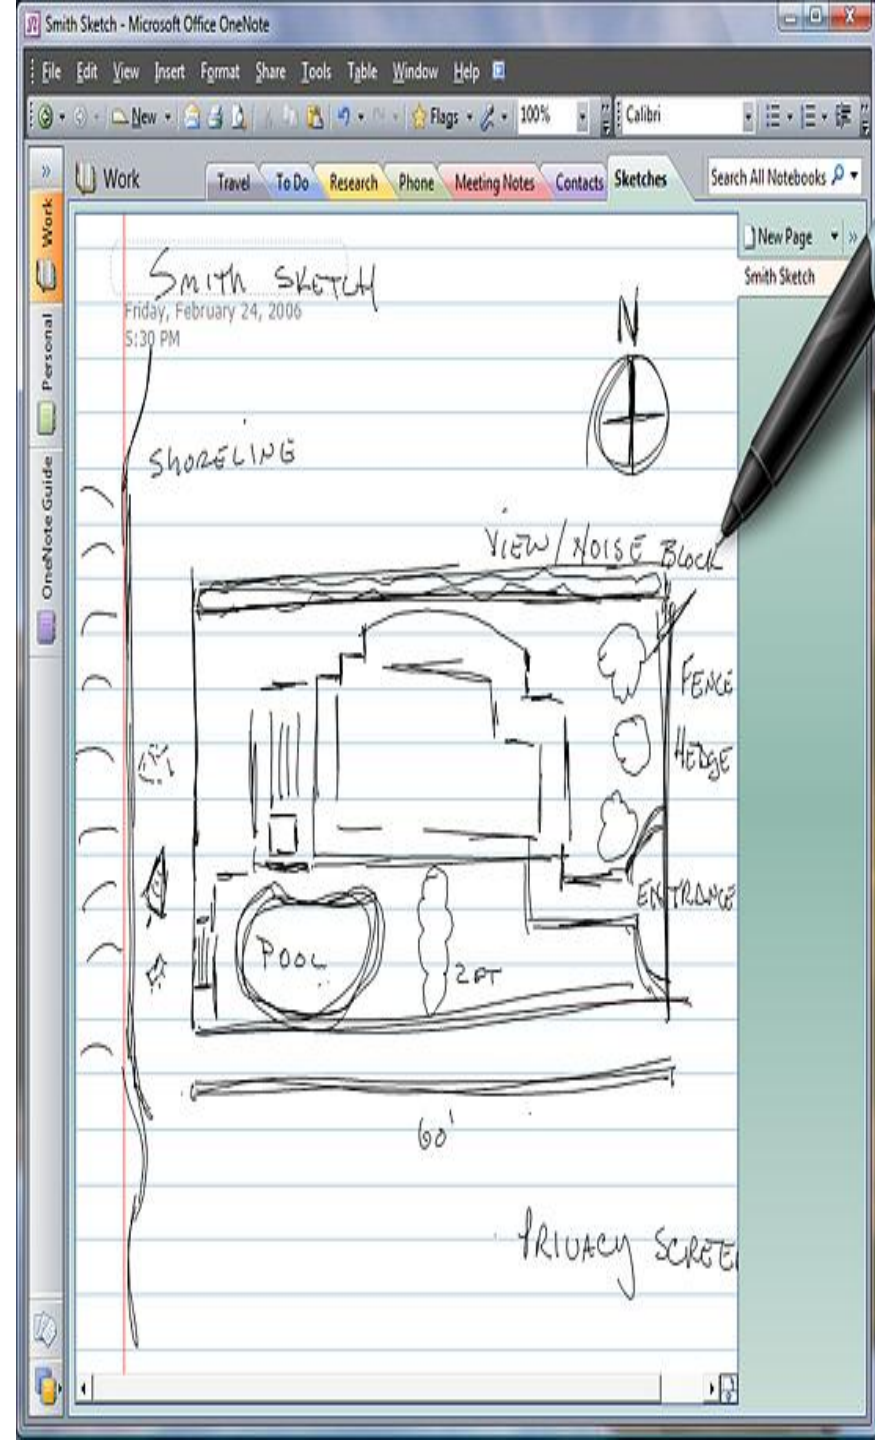 Smith Sketch - Microsoft Office OneNote
File Edit View Insert Format Share Tools Table Window Help
New Flags 100% Calibri
Work Travel To Do Research Phone Meeting Notes Contacts Sketches Search All Notebooks
New Page
Smith Sketch
Work
Personal
OneNote Guide
SMITH SKETCH
Friday, February 24, 2006
5:30 PM
N
SHORELINE
VIEW/NOISE BLOCK
FENCE
HEDGE
ENTRANCE
POOL
2 FT
60'
PRIVACY SCREE